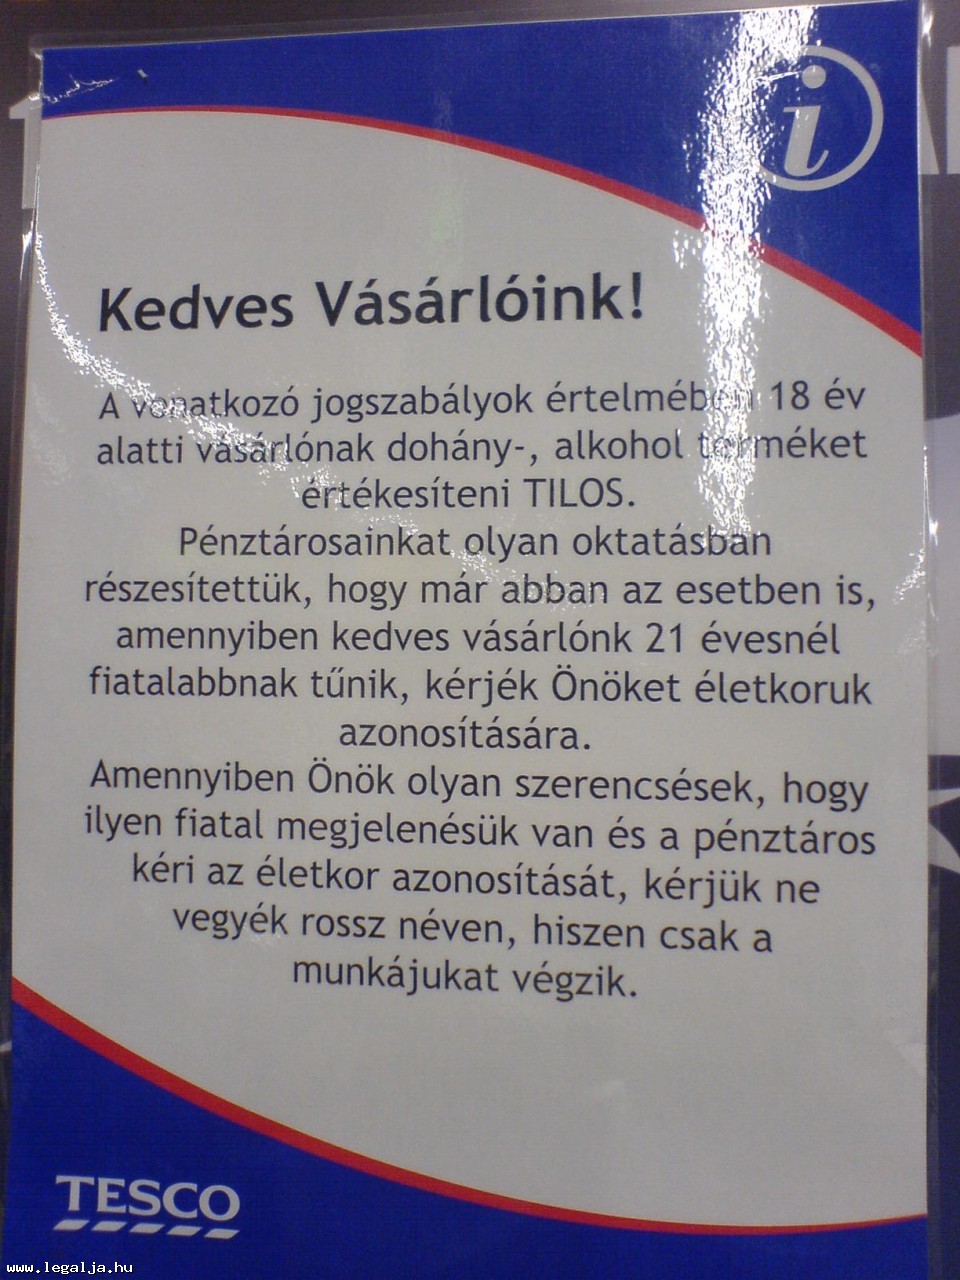 i
Kedves Vásárlóink!
A vonatkozó jogszabályok értelmében 18 év
alatti vásárlónak dohány-, alkohol terméket
értékesíteni TILOS.
Pénztárosainkat olyan oktatásban
részesítettük, hogy már abban az esetben is,
amennyiben kedves vásárlónk 21 évesnél
fiatalabbnak tűnik, kérjék Önöket életkoruk
azonosítására.
Amennyiben Önök olyan szerencsések, hogy
ilyen fiatal megjelenésük van és a pénztáros
kéri az életkor azonosítását, kérjük ne
vegyék rossz néven, hiszen csak a
munkájukat végzik.
TESCO
www.legalja.hu